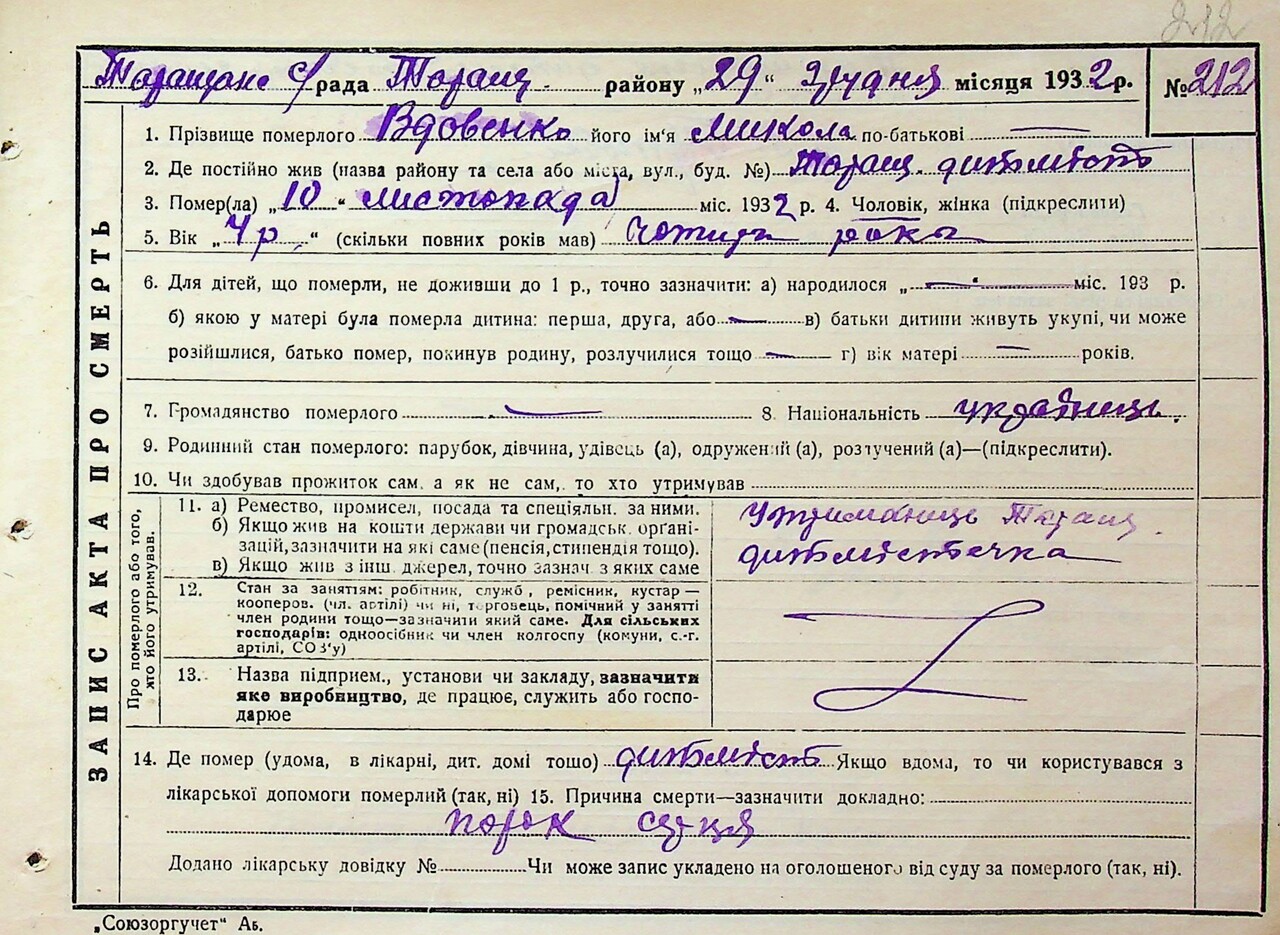 212
Таращанс с/рада Таращ. району „29“ грудня місяця 1932 р. №212
ЗАПИС АКТА ПРО СМЕРТЬ
1. Прізвище померлого Вдовенко його ім'я Микола по-батькові —
2. Де постійно жив (назва району та села або міста, вул., буд. №) Таращ. дитмісто
3. Помер(ла) „10“ листопада міс. 1932 р. 4. Чоловік, жінка (підкреслити)
5. Вік „4 р.“ (скільки повних років мав) Чотири роки
6. Для дітей, що померли, не доживши до 1 р., точно зазначити: а) народилося „—“ міс. 193 р.
б) якою у матері була померла дитина: перша, друга, або — в) батьки дитини живуть укупі, чи може
розійшлися, батько помер, покинув родину, розлучилися тощо — г) вік матері — років.
7. Громадянство померлого — 8. Національність українець.
9. Родинний стан померлого: парубок, дівчина, удівець (а), одружений (а), розлучений (а)—(підкреслити).
10. Чи здобував прожиток сам, а як не сам, то хто утримував
Про померлого або того, хто його утримував.
11. а) Ремество, промисел, посада та спеціяльн. за ними.
б) Якщо жив на кошти держави чи громадськ. орґані-
зацій, зазначити на які саме (пенсія, стипендія тощо).
в) Якщо жив з інш. джерел, точно зазнач. з яких саме
Утриманець Таращ.
дитмістечка
12. Стан за занятям: робітник, служб., ремісник, кустар—
кооперов. (чл. артілі) чи ні, торговець, помічний у занятті
член родини тощо—зазначити який саме. Для сільських
господарів: одноосібник чи член колгоспу (комуни, с.-г.
артілі, СОЗ'у)
13. Назва підприєм., установи чи закладу, зазначити
яке виробництво, де працює, служить або госпо-
дарює
14. Де помер (удома, в лікарні, дит. домі тощо) дитмісто Якщо вдома, то чи користувався з
лікарської допомоги померлий (так, ні) 15. Причина смерти—зазначити докладно:
порок серця
Додано лікарську довідку № Чи може запис укладено на оголошеного від суду за померлого (так, ні).
„Союзоргучет“ Аь.